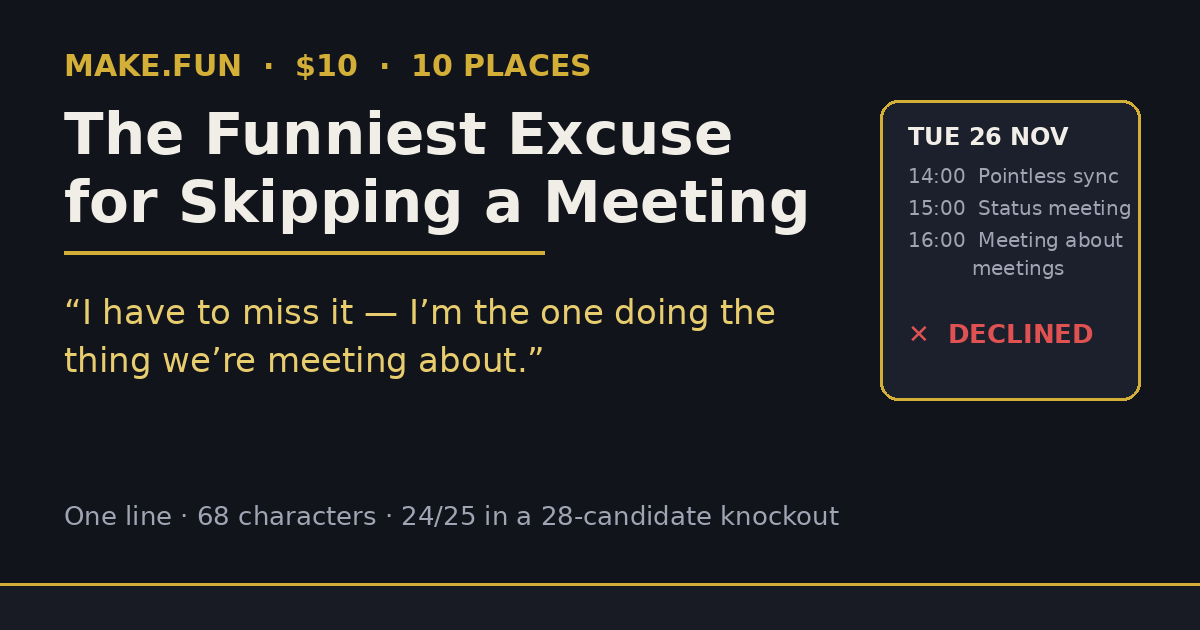 MAKE.FUN · $10 · 10 PLACES
The Funniest Excuse
for Skipping a Meeting
“I have to miss it — I’m the one doing the
thing we’re meeting about.”
TUE 26 NOV
14:00 Pointless sync
15:00 Status meeting
16:00 Meeting about
meetings
✕ DECLINED
One line · 68 characters · 24/25 in a 28-candidate knockout